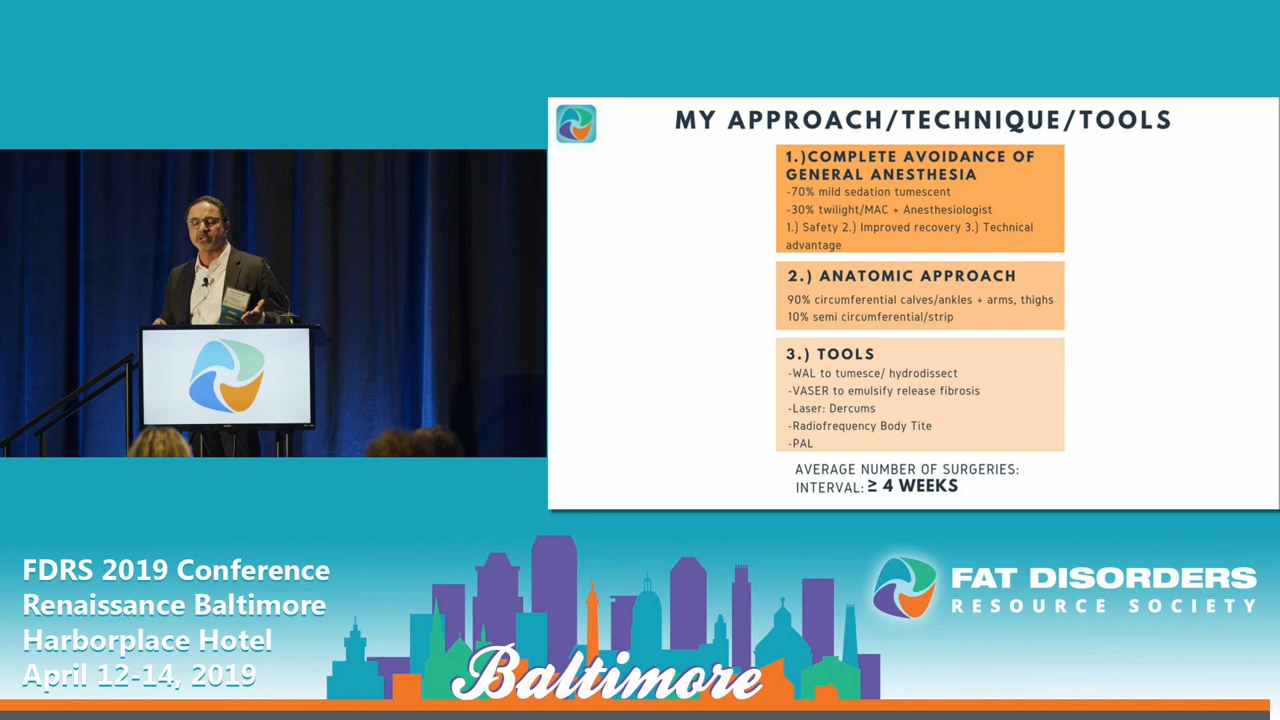 MY APPROACH/TECHNIQUE/TOOLS
1.)COMPLETE AVOIDANCE OF
GENERAL ANESTHESIA
-70% mild sedation tumescent
-30% twilight/MAC + Anesthesiologist
1.) Safety 2.) Improved recovery 3.) Technical
advantage
2.) ANATOMIC APPROACH
90% circumferential calves/ankles + arms, thighs
10% semi circumferential/strip
3.) TOOLS
-WAL to tumesce/ hydrodissect
-VASER to emulsify release fibrosis
-Laser: Dercums
-Radiofrequency Body Tite
-PAL
AVERAGE NUMBER OF SURGERIES:
INTERVAL: ≥ 4 WEEKS
FDRS 2019 Conference
Renaissance Baltimore
Harborplace Hotel
April 12-14, 2019
Baltimore
FAT DISORDERS
RESOURCE SOCIETY